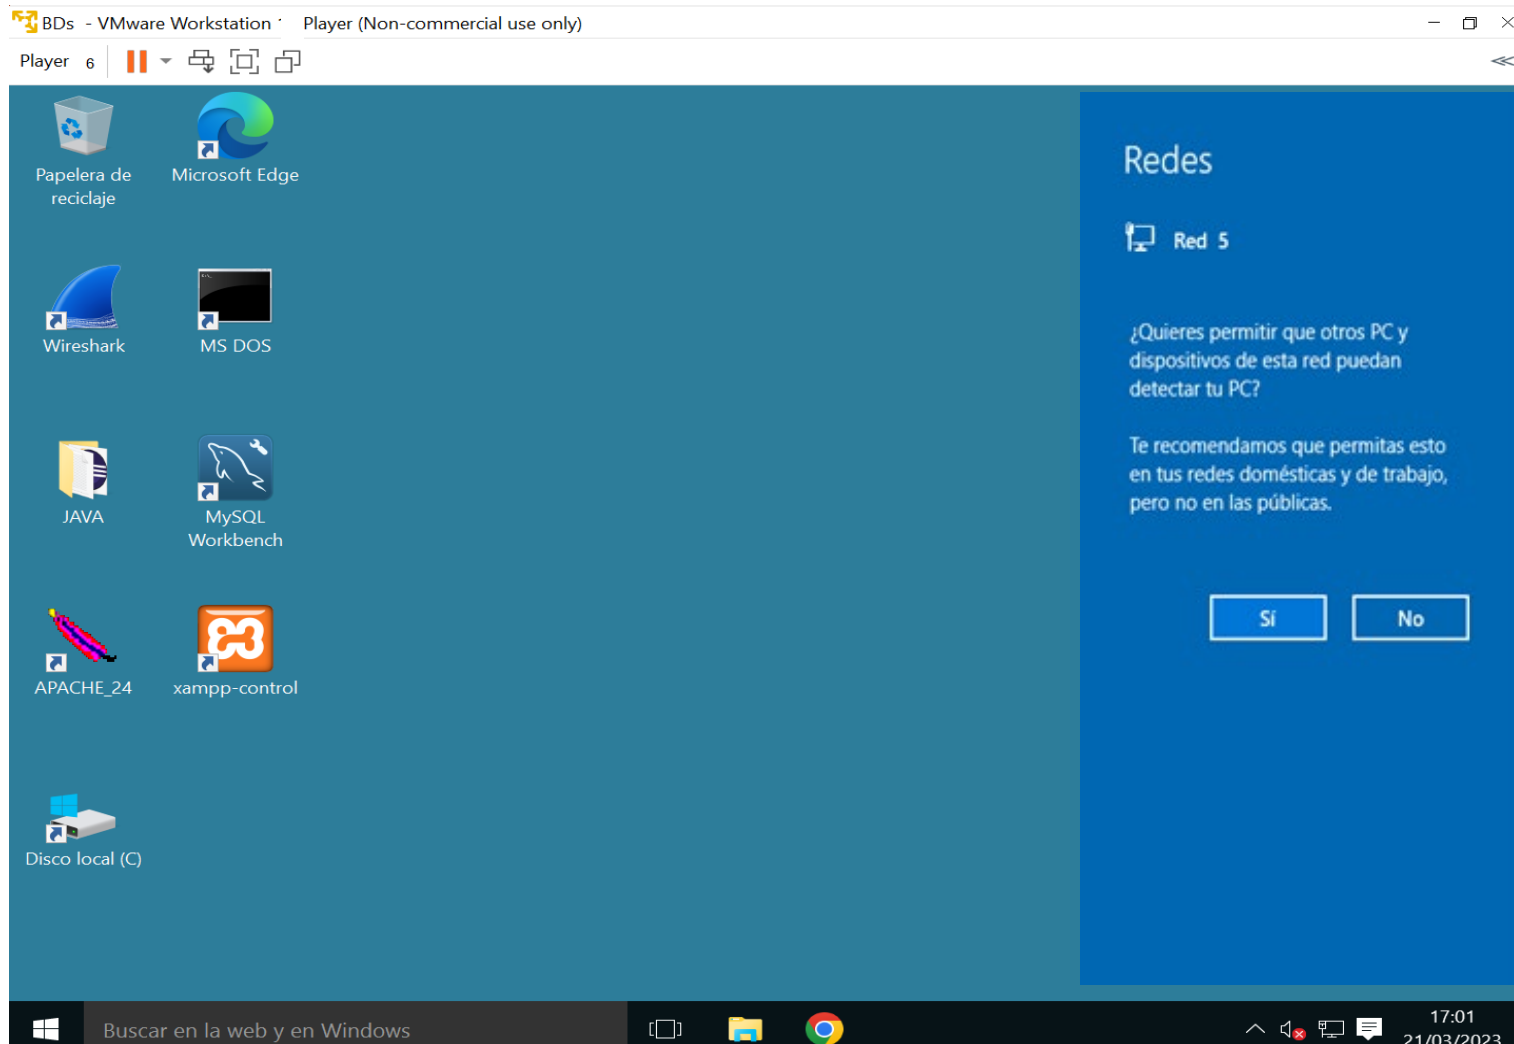 BDs - VMware Workstation Player (Non-commercial use only)
Player 6
Papelera de
reciclaje
Microsoft Edge
Wireshark
MS DOS
JAVA
MySQL
Workbench
APACHE_24
xampp-control
Disco local (C)
Redes
Red 5
¿Quieres permitir que otros PC y
dispositivos de esta red puedan
detectar tu PC?
Te recomendamos que permitas esto
en tus redes domésticas y de trabajo,
pero no en las públicas.
Sí
No
Buscar en la web y en Windows
17:01
21/03/2023